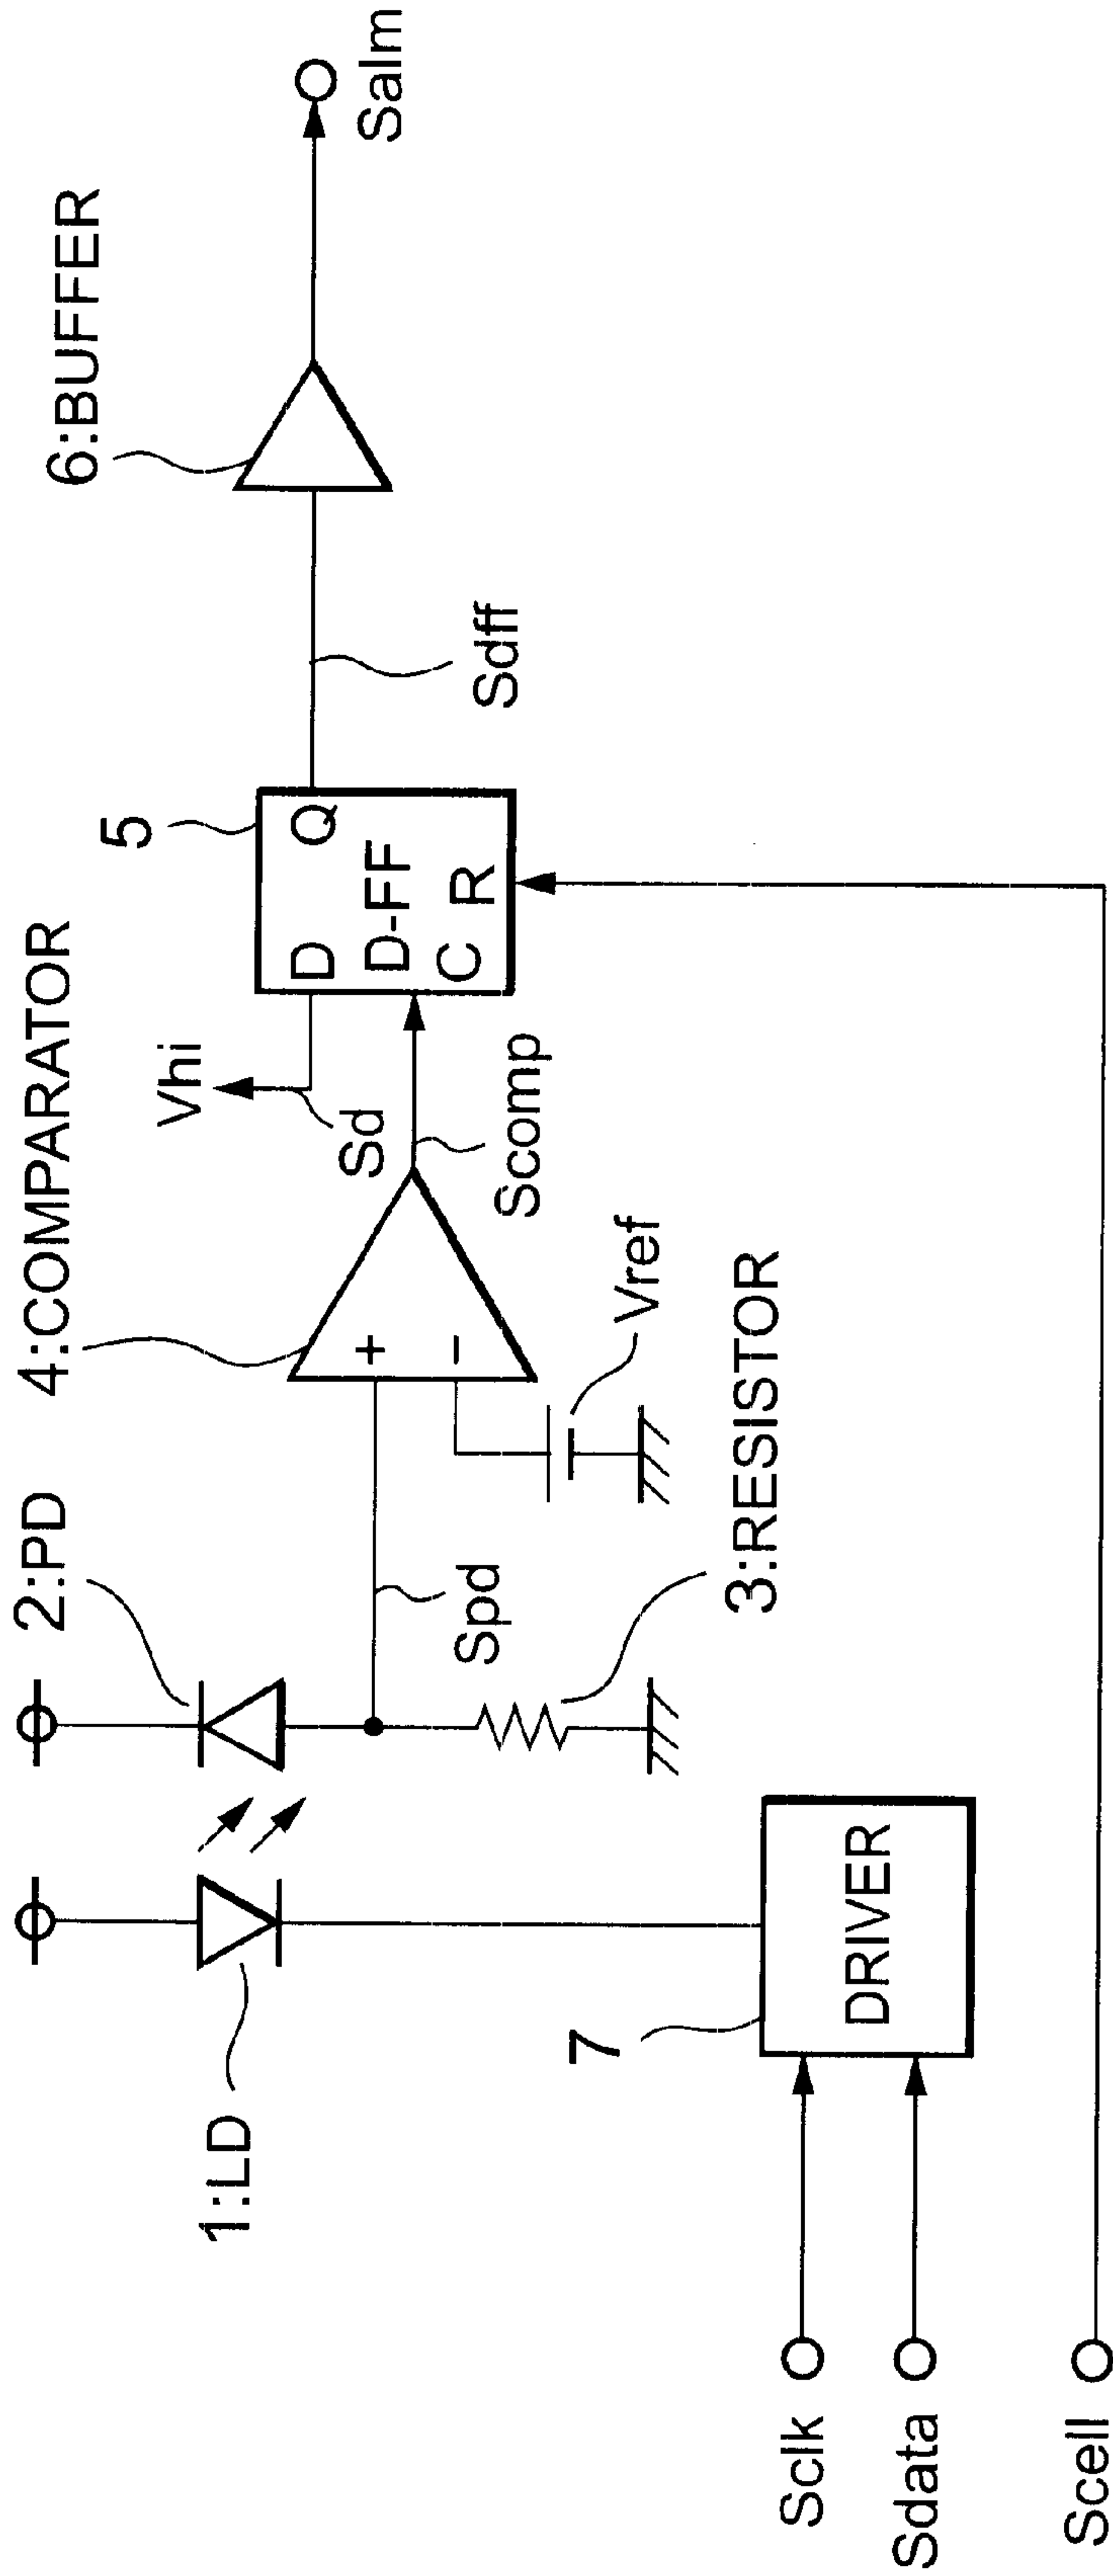 1:LD
2:PD
4:COMPARATOR
5
6:BUFFER
Vhi
Sd
D
Q
D-FF
C
R
+
-
Spd
Scomp
Sdff
Salm
Vref
3:RESISTOR
7
DRIVER
Sclk
Sdata
Scell